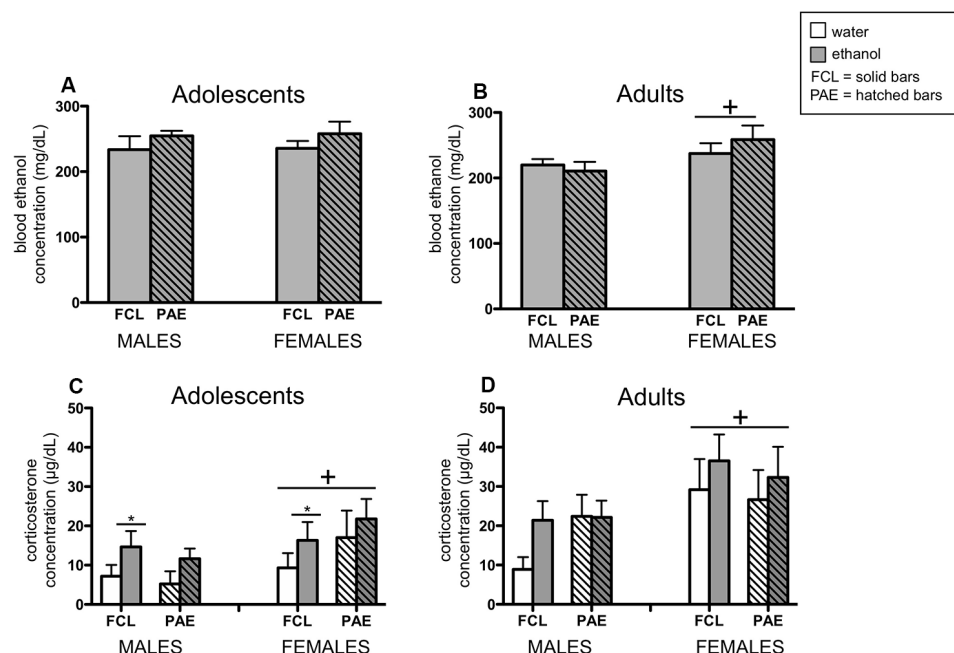 water
ethanol
FCL = solid bars
PAE = hatched bars
A
Adolescents
300
200
100
0
blood ethanol
concentration (mg/dL)
FCL PAE
MALES
FCL PAE
FEMALES
B
Adults
300
200
100
0
blood ethanol
concentration (mg/dL)
+
FCL PAE
MALES
FCL PAE
FEMALES
C
Adolescents
50
40
30
20
10
0
corticosterone
concentration (µg/dL)
*
*
+
FCL PAE
MALES
FCL PAE
FEMALES
D
Adults
50
40
30
20
10
0
corticosterone
concentration (µg/dL)
+
FCL PAE
MALES
FCL PAE
FEMALES